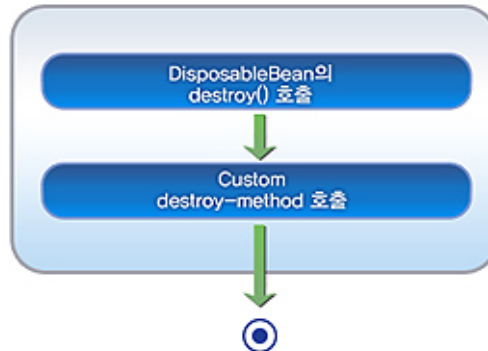 DisposableBean의
destroy() 호출
Custom
destroy-method 호출